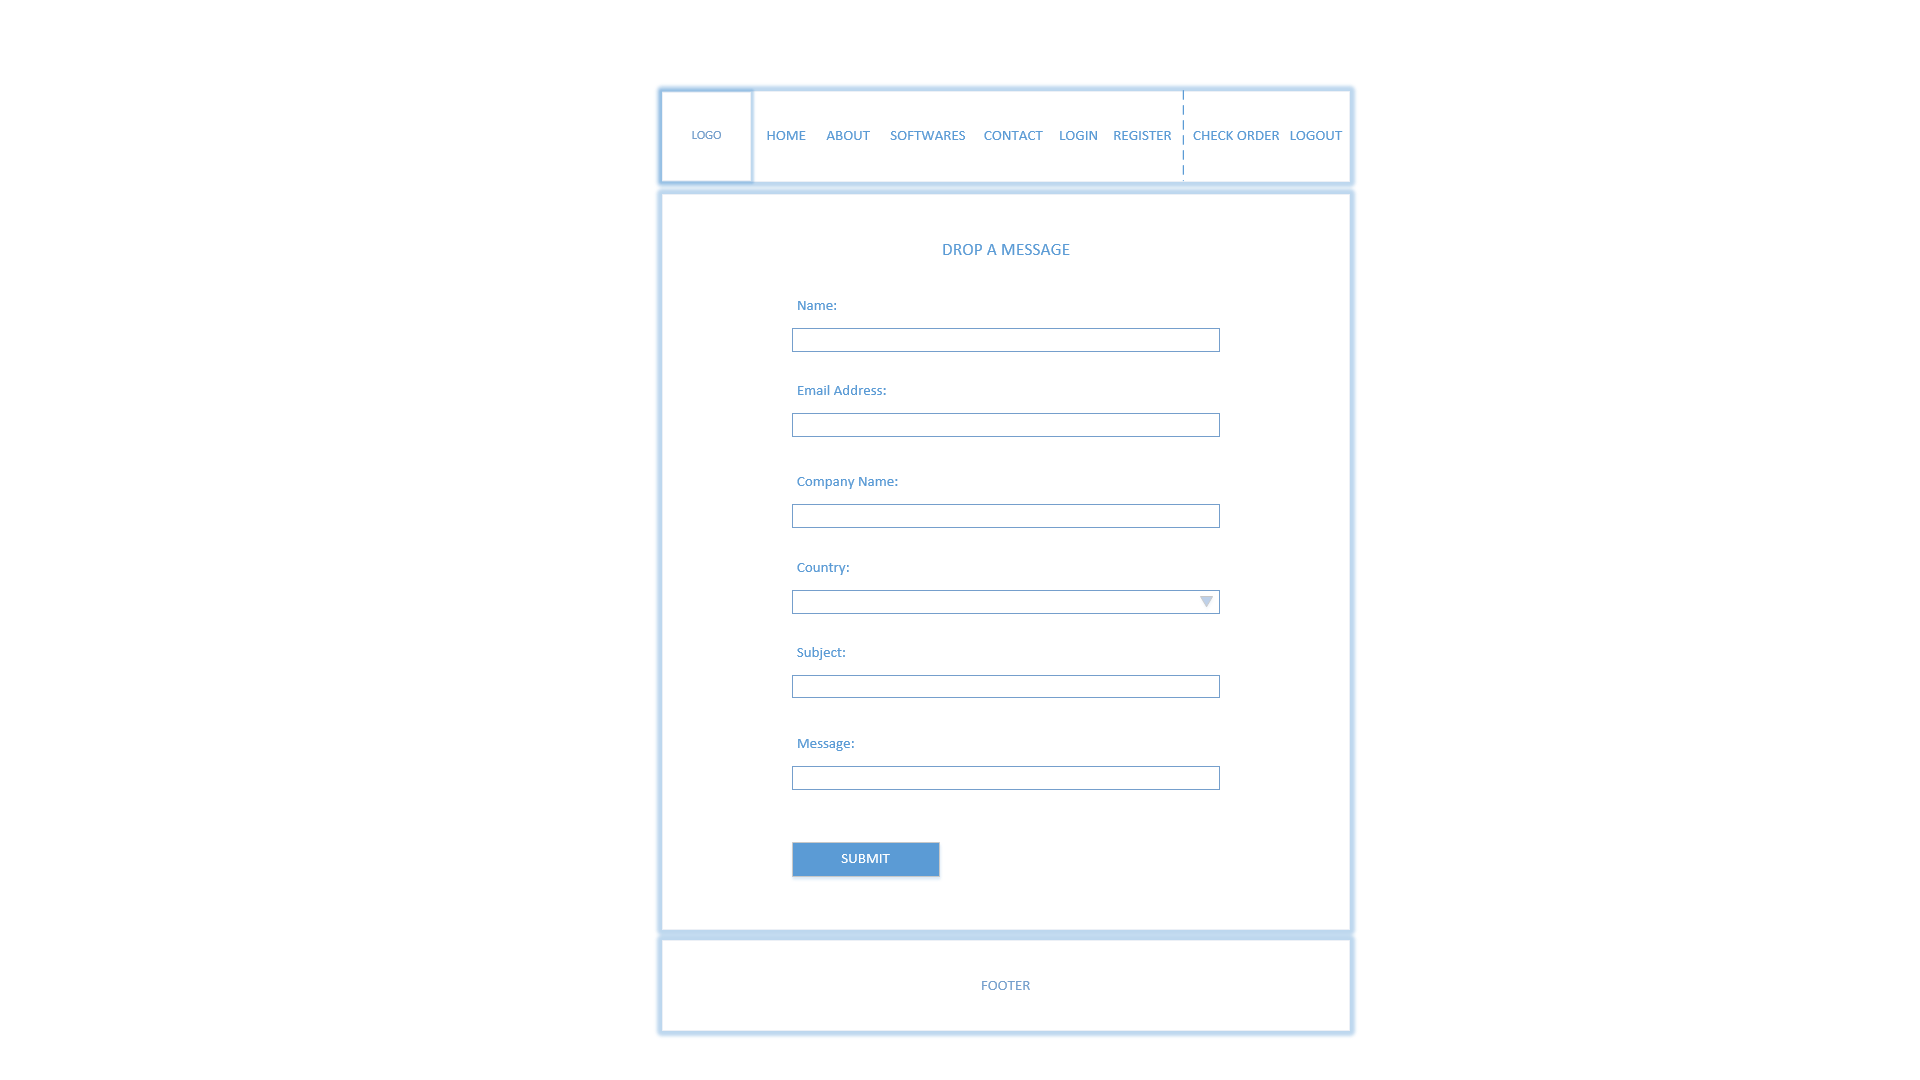 LOGO HOME ABOUT SOFTWARES CONTACT LOGIN REGISTER CHECK ORDER LOGOUT
DROP A MESSAGE
Name:
Email Address:
Company Name:
Country:
Subject:
Message:
SUBMIT
FOOTER